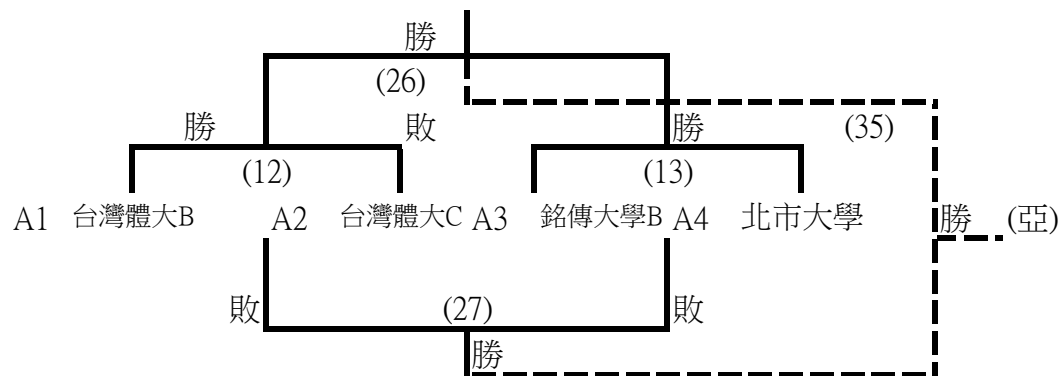 勝
(26)
勝 敗 勝 (35)
(12) (13)
A1 台灣體大B A2 台灣體大C A3 銘傳大學B A4 北市大學 勝 (亞)
敗 (27) 敗
勝